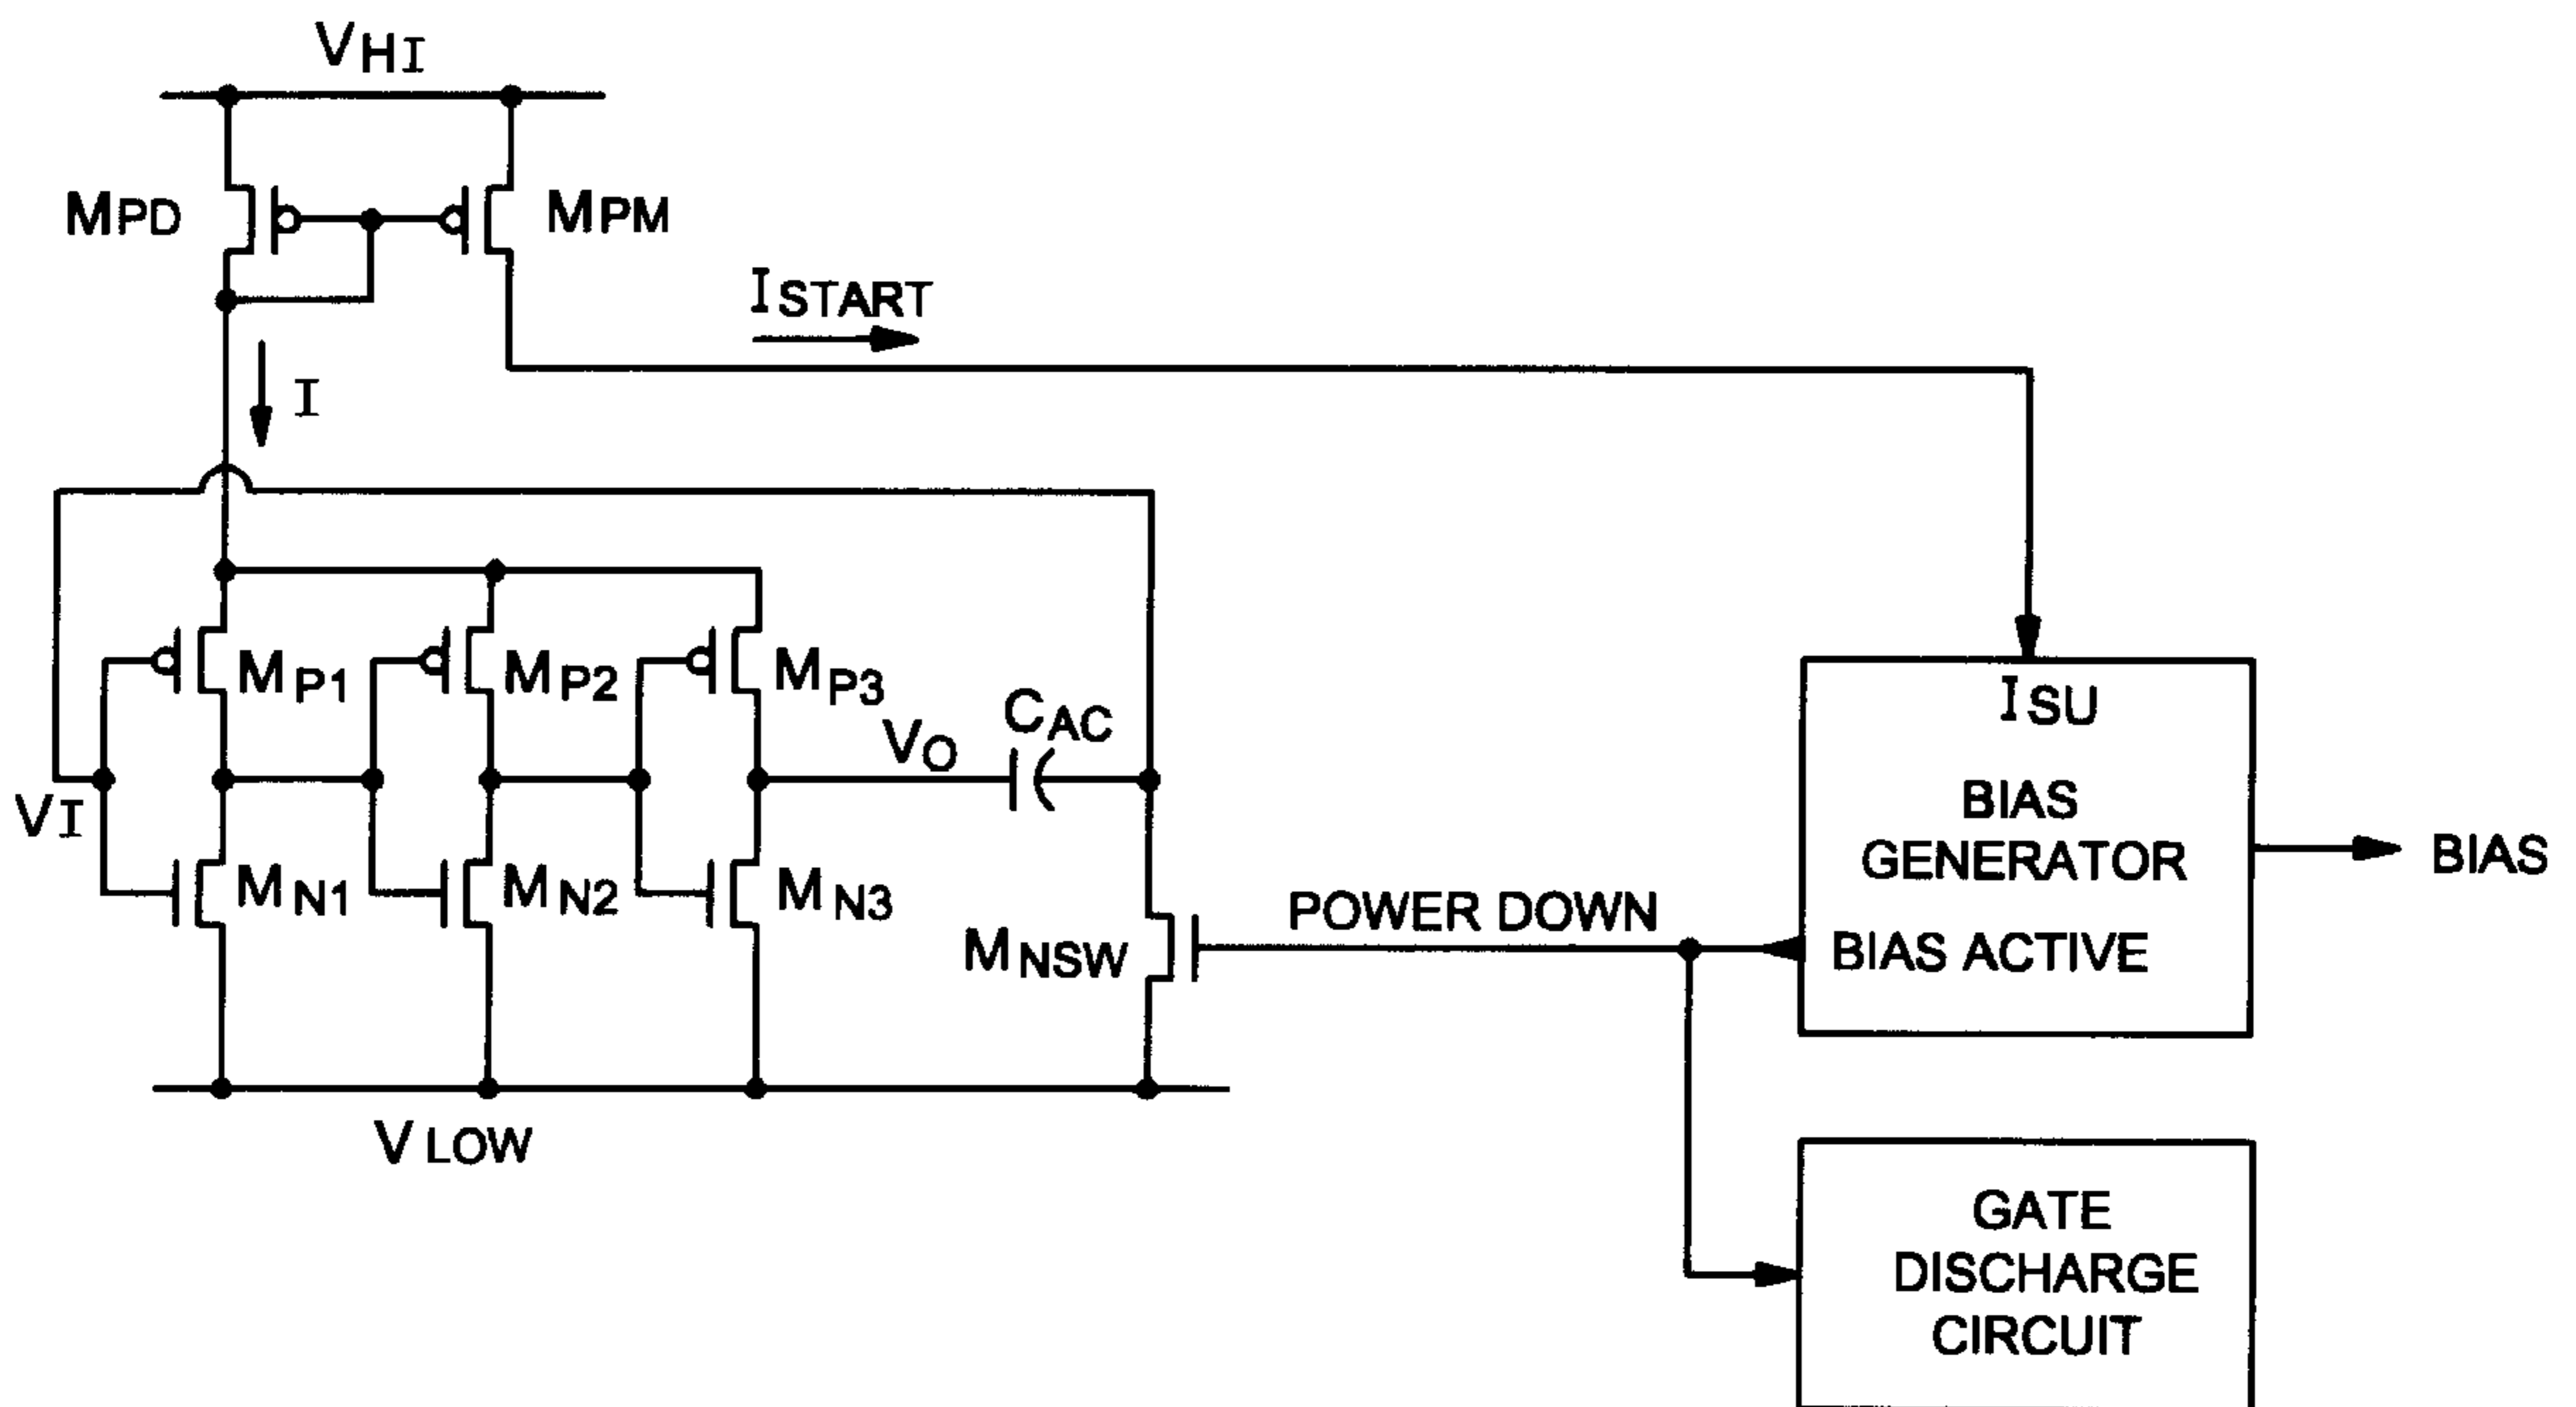 VHI
MPD
MPM
ISTART
I
MP1
MP2
MP3
VO
CAC
VI
MN1
MN2
MN3
MNSW
POWER DOWN
ISU
BIAS
GENERATOR
BIAS ACTIVE
BIAS
VLOW
GATE
DISCHARGE
CIRCUIT